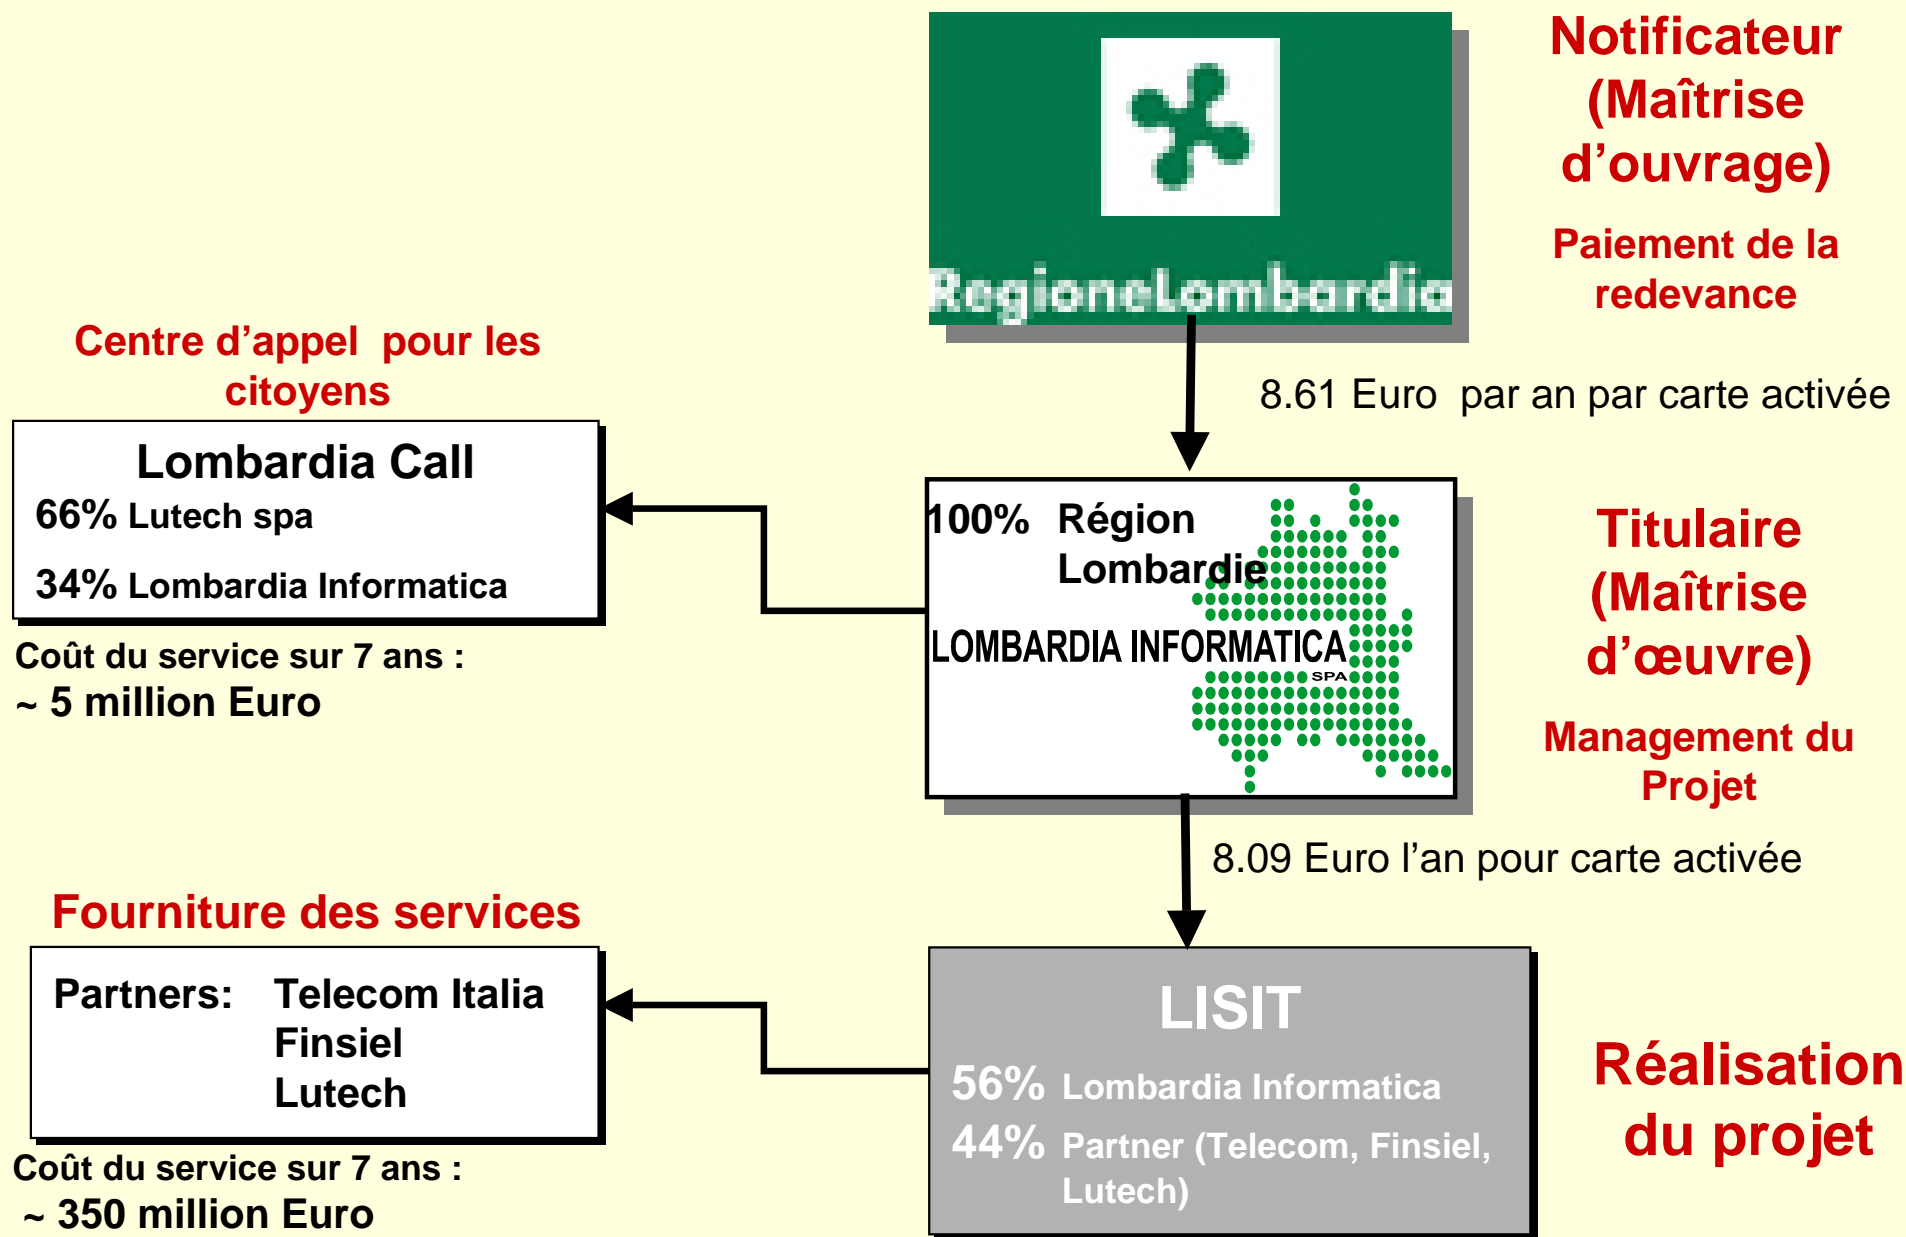 Notificateur
(Maîtrise
d’ouvrage)
Paiement de la
redevance
RegioneLombardia
8.61 Euro  par an par carte activée
Centre d’appel  pour les
citoyens
Lombardia Call
66% Lutech spa
34% Lombardia Informatica
Coût du service sur 7 ans :
~ 5 million Euro
100% Région
Lombardie
LOMBARDIA INFORMATICA
SPA
Titulaire
(Maîtrise
d’œuvre)
Management du
Projet
8.09 Euro l’an pour carte activée
Fourniture des services
Partners: Telecom Italia
Finsiel
Lutech
Coût du service sur 7 ans :
~ 350 million Euro
LISIT
56% Lombardia Informatica
44% Partner (Telecom, Finsiel,
Lutech)
Réalisation
du projet